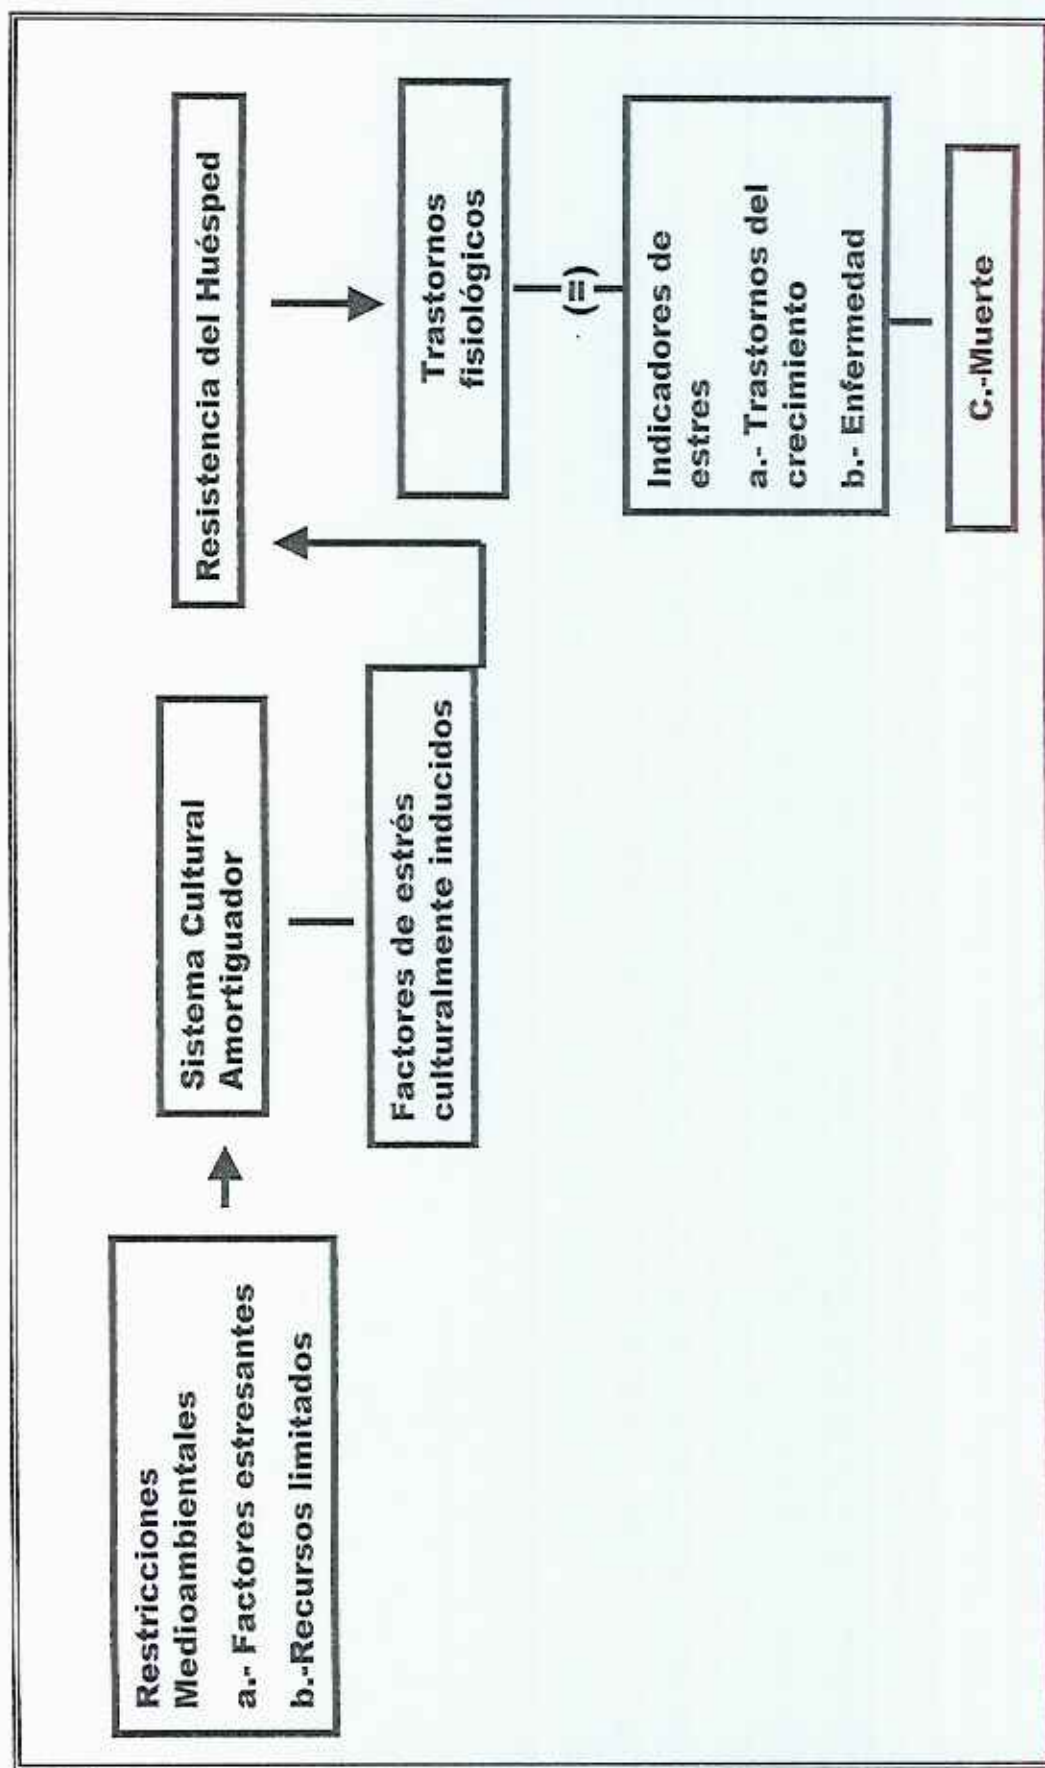 Restricciones
Medioambientales
a.- Factores estresantes
b.-Recursos limitados
Sistema Cultural
Amortiguador
Factores de estrés
culturalmente inducidos
Resistencia del Huésped
Trastornos
fisiológicos
(=)
Indicadores de
estres
a.- Trastornos del
crecimiento
b.- Enfermedad
C.-Muerte